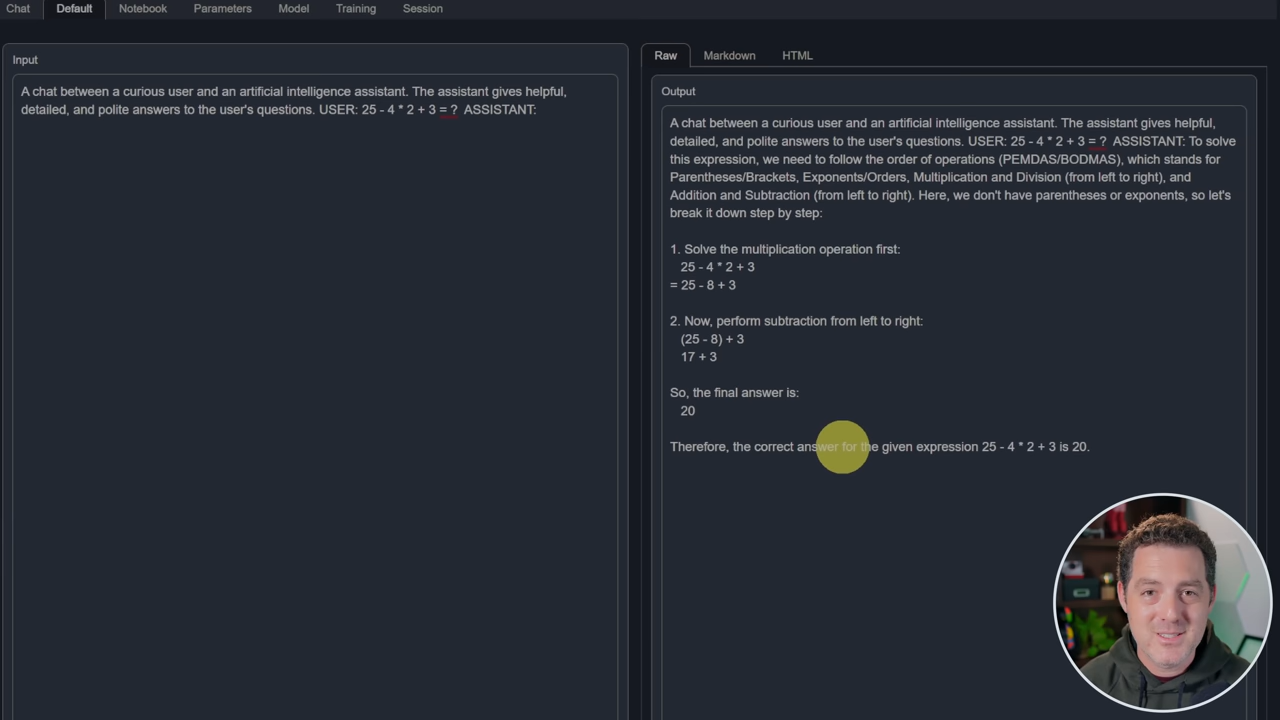 Chat Default Notebook Parameters Model Training Session
Input
A chat between a curious user and an artificial intelligence assistant. The assistant gives helpful,
detailed, and polite answers to the user's questions. USER: 25 - 4 * 2 + 3 = ?  ASSISTANT:
Raw Markdown HTML
Output
A chat between a curious user and an artificial intelligence assistant. The assistant gives helpful,
detailed, and polite answers to the user's questions. USER: 25 - 4 * 2 + 3 = ?  ASSISTANT: To solve
this expression, we need to follow the order of operations (PEMDAS/BODMAS), which stands for
Parentheses/Brackets, Exponents/Orders, Multiplication and Division (from left to right), and
Addition and Subtraction (from left to right). Here, we don't have parentheses or exponents, so let's
break it down step by step:
1. Solve the multiplication operation first:
25 - 4 * 2 + 3
= 25 - 8 + 3
2. Now, perform subtraction from left to right:
(25 - 8) + 3
17 + 3
So, the final answer is:
20
Therefore, the correct answer for the given expression 25 - 4 * 2 + 3 is 20.